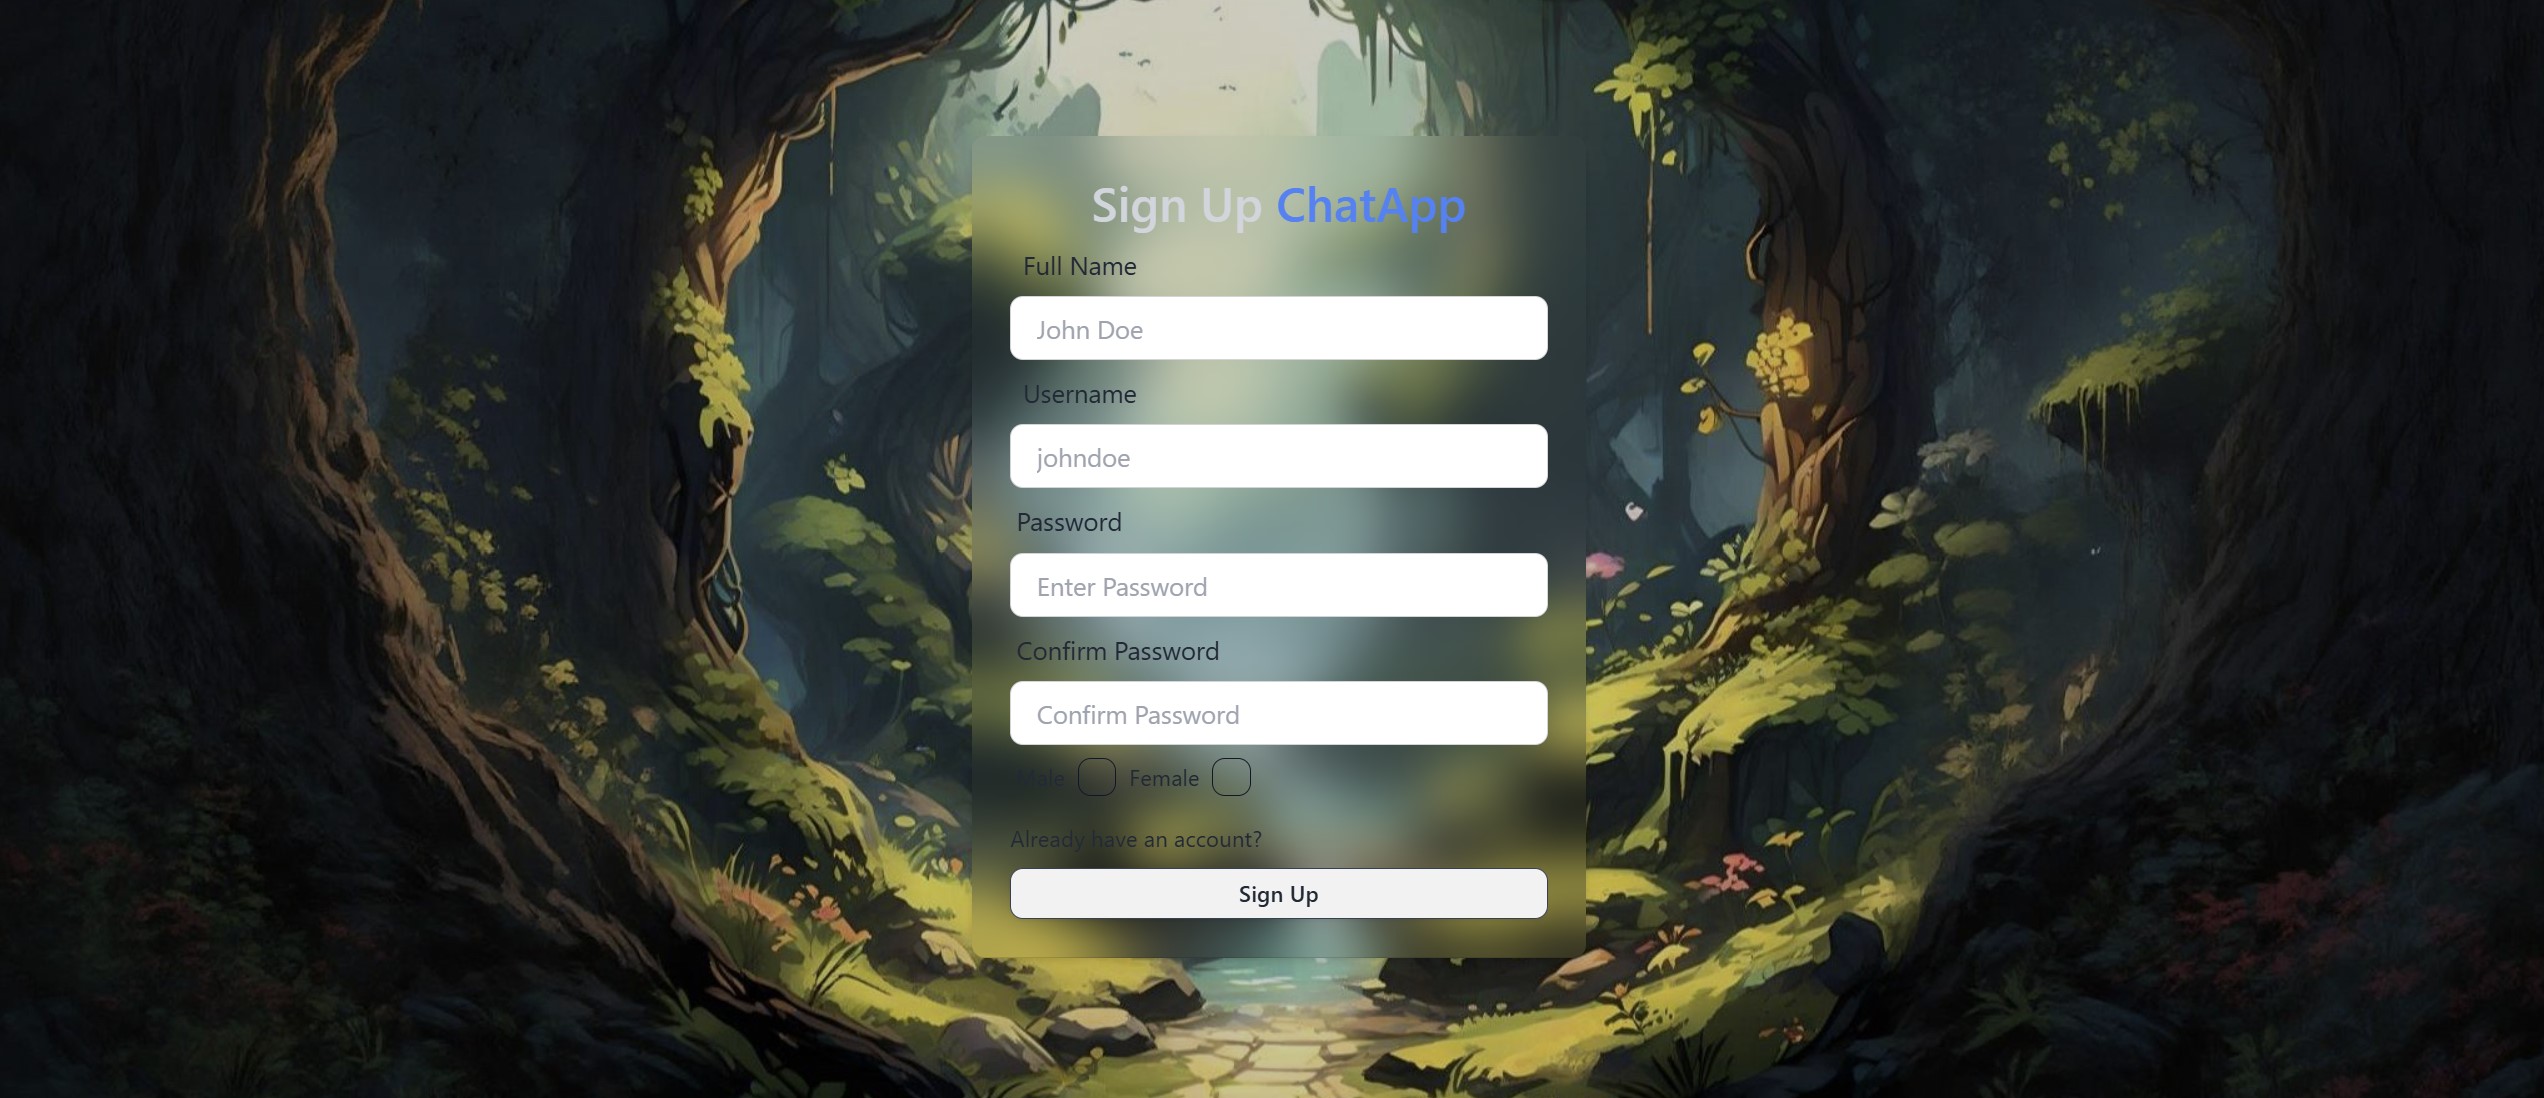 Sign Up ChatApp
Full Name
John Doe
Username
johndoe
Password
Enter Password
Confirm Password
Confirm Password
Male Female
Already have an account?
Sign Up